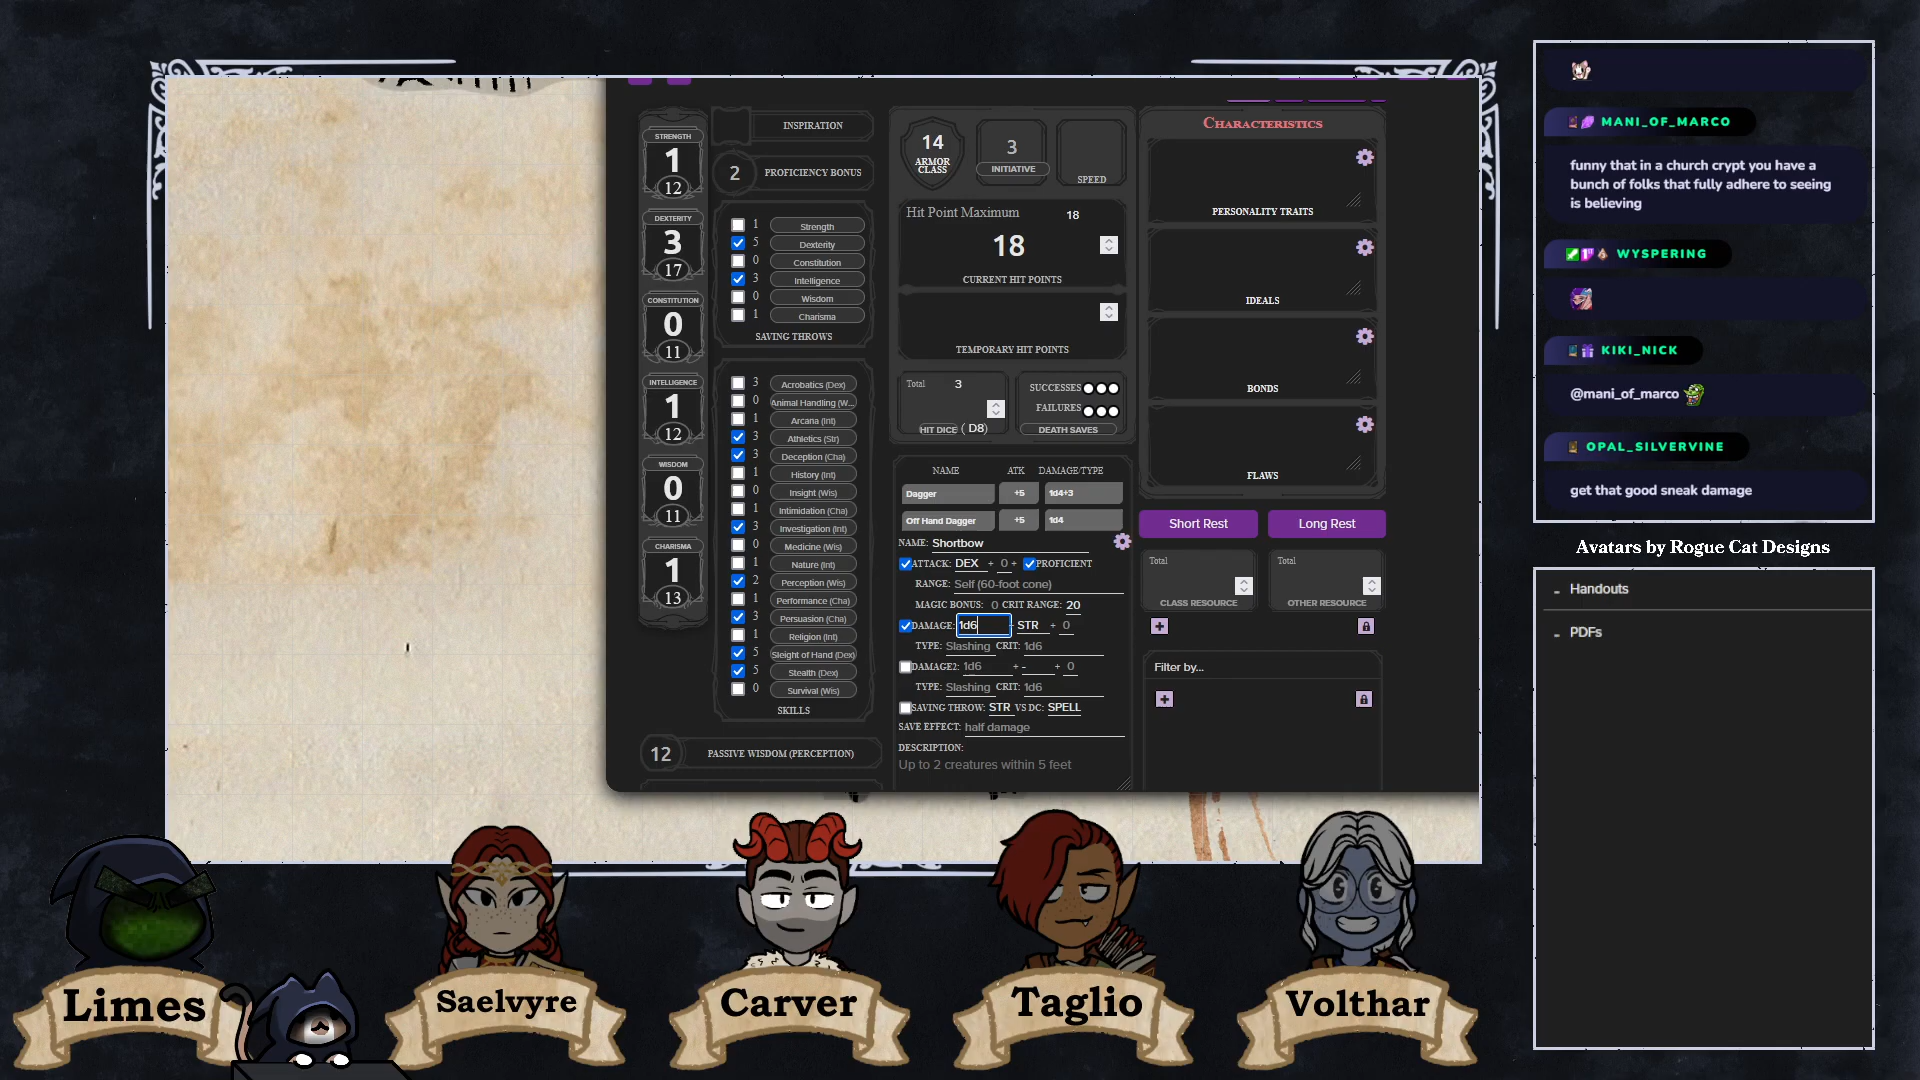 STRENGTH
1
12
DEXTERITY
3
17
CONSTITUTION
0
11
INTELLIGENCE
1
12
WISDOM
0
11
CHARISMA
1
13
INSPIRATION
2 PROFICIENCY BONUS
1 Strength
5 Dexterity
0 Constitution
3 Intelligence
0 Wisdom
1 Charisma
SAVING THROWS
3 Acrobatics (Dex)
0 Animal Handling (W...
1 Arcana (Int)
3 Athletics (Str)
3 Deception (Cha)
1 History (Int)
0 Insight (Wis)
1 Intimidation (Cha)
3 Investigation (Int)
0 Medicine (Wis)
1 Nature (Int)
2 Perception (Wis)
1 Performance (Cha)
3 Persuasion (Cha)
1 Religion (Int)
5 Sleight of Hand (Dex)
5 Stealth (Dex)
0 Survival (Wis)
SKILLS
12 PASSIVE WISDOM (PERCEPTION)
14
ARMOR
CLASS
3
INITIATIVE
SPEED
Hit Point Maximum 18
18
CURRENT HIT POINTS
TEMPORARY HIT POINTS
Total 3
HIT DICE ( D8)
SUCCESSES
FAILURES
DEATH SAVES
NAME ATK DAMAGE/TYPE
Dagger +5 1d4+3
Off Hand Dagger +5 1d4
NAME: Shortbow
ATTACK: DEX + 0 + PROFICIENT
RANGE: Self (60-foot cone)
MAGIC BONUS: 0 CRIT RANGE: 20
DAMAGE: 1d6 + STR + 0
TYPE: Slashing CRIT: 1d6
DAMAGE2: 1d6 + - + 0
TYPE: Slashing CRIT: 1d6
SAVING THROW: STR VS DC: SPELL
SAVE EFFECT: half damage
DESCRIPTION:
Up to 2 creatures within 5 feet
CHARACTERISTICS
PERSONALITY TRAITS
IDEALS
BONDS
FLAWS
Short Rest Long Rest
Total
CLASS RESOURCE
Total
OTHER RESOURCE
Filter by...
MANI_OF_MARCO
funny that in a church crypt you have a
bunch of folks that fully adhere to seeing
is believing
WYSPERING
KIKI_NICK
@mani_of_marco
OPAL_SILVERVINE
get that good sneak damage
Avatars by Rogue Cat Designs
Handouts
PDFs
Limes
Saelvyre
Carver
Taglio
Volthar